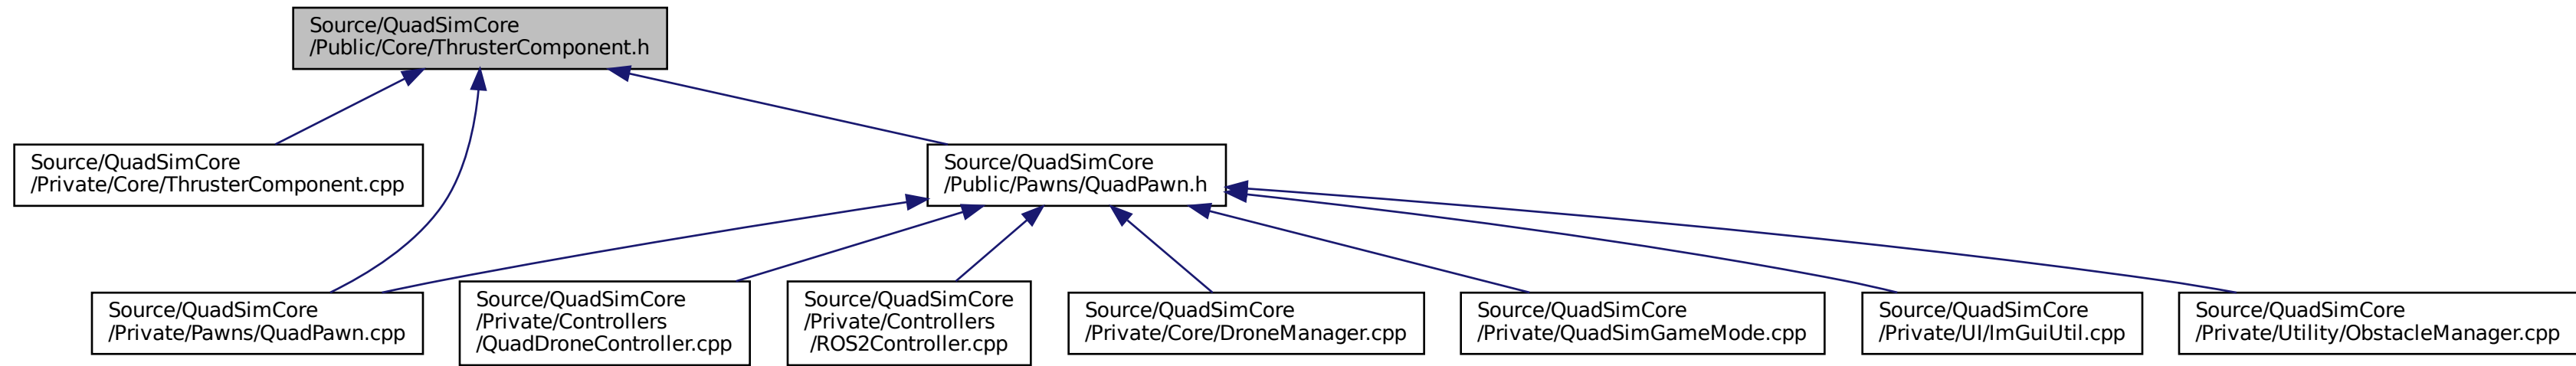 Source/QuadSimCore
/Public/Core/ThrusterComponent.h
Source/QuadSimCore
/Private/Core/ThrusterComponent.cpp
Source/QuadSimCore
/Public/Pawns/QuadPawn.h
Source/QuadSimCore
/Private/Pawns/QuadPawn.cpp
Source/QuadSimCore
/Private/Controllers
/QuadDroneController.cpp
Source/QuadSimCore
/Private/Controllers
/ROS2Controller.cpp
Source/QuadSimCore
/Private/Core/DroneManager.cpp
Source/QuadSimCore
/Private/QuadSimGameMode.cpp
Source/QuadSimCore
/Private/UI/ImGuiUtil.cpp
Source/QuadSimCore
/Private/Utility/ObstacleManager.cpp